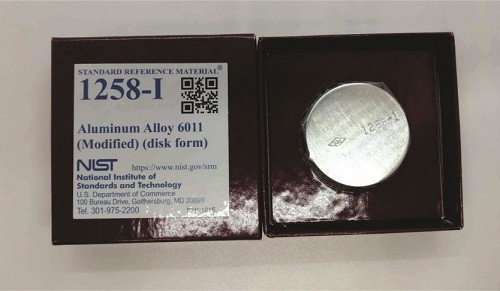 STANDARD REFERENCE MATERIAL®
1258-I
Aluminum Alloy 6011
(Modified) (disk form)
NIST
https://www.nist.gov/srm
National Institute of
Standards and Technology
U.S. Department of Commerce
100 Bureau Drive, Gaithersburg, MD 20899
Tel. 301-975-2200
1258-I